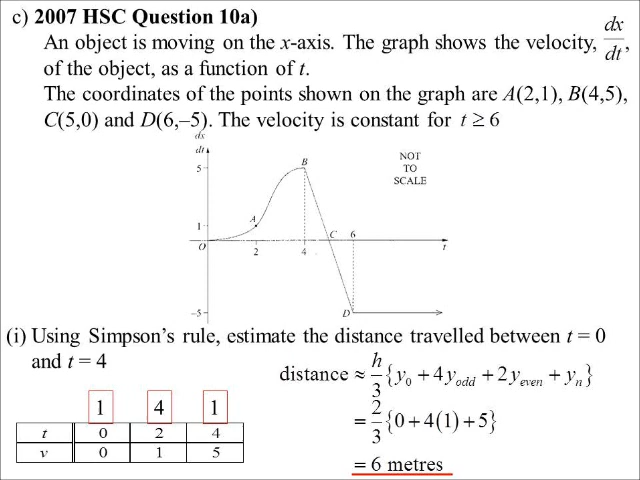 c) 2007 HSC Question 10a)
An object is moving on the x-axis. The graph shows the velocity, dx/dt,
of the object, as a function of t.
The coordinates of the points shown on the graph are A(2,1), B(4,5),
C(5,0) and D(6,–5). The velocity is constant for t ≥ 6
dx
dt
5
B
NOT
TO
SCALE
1
A
O
2
4
C
6
t
–5
D
(i) Using Simpson's rule, estimate the distance travelled between t = 0
and t = 4
distance ≈ h/3 {y₀ + 4y_odd + 2y_even + yₙ}
= 2/3 {0 + 4(1) + 5}
= 6 metres
1 4 1
t 0 2 4
v 0 1 5